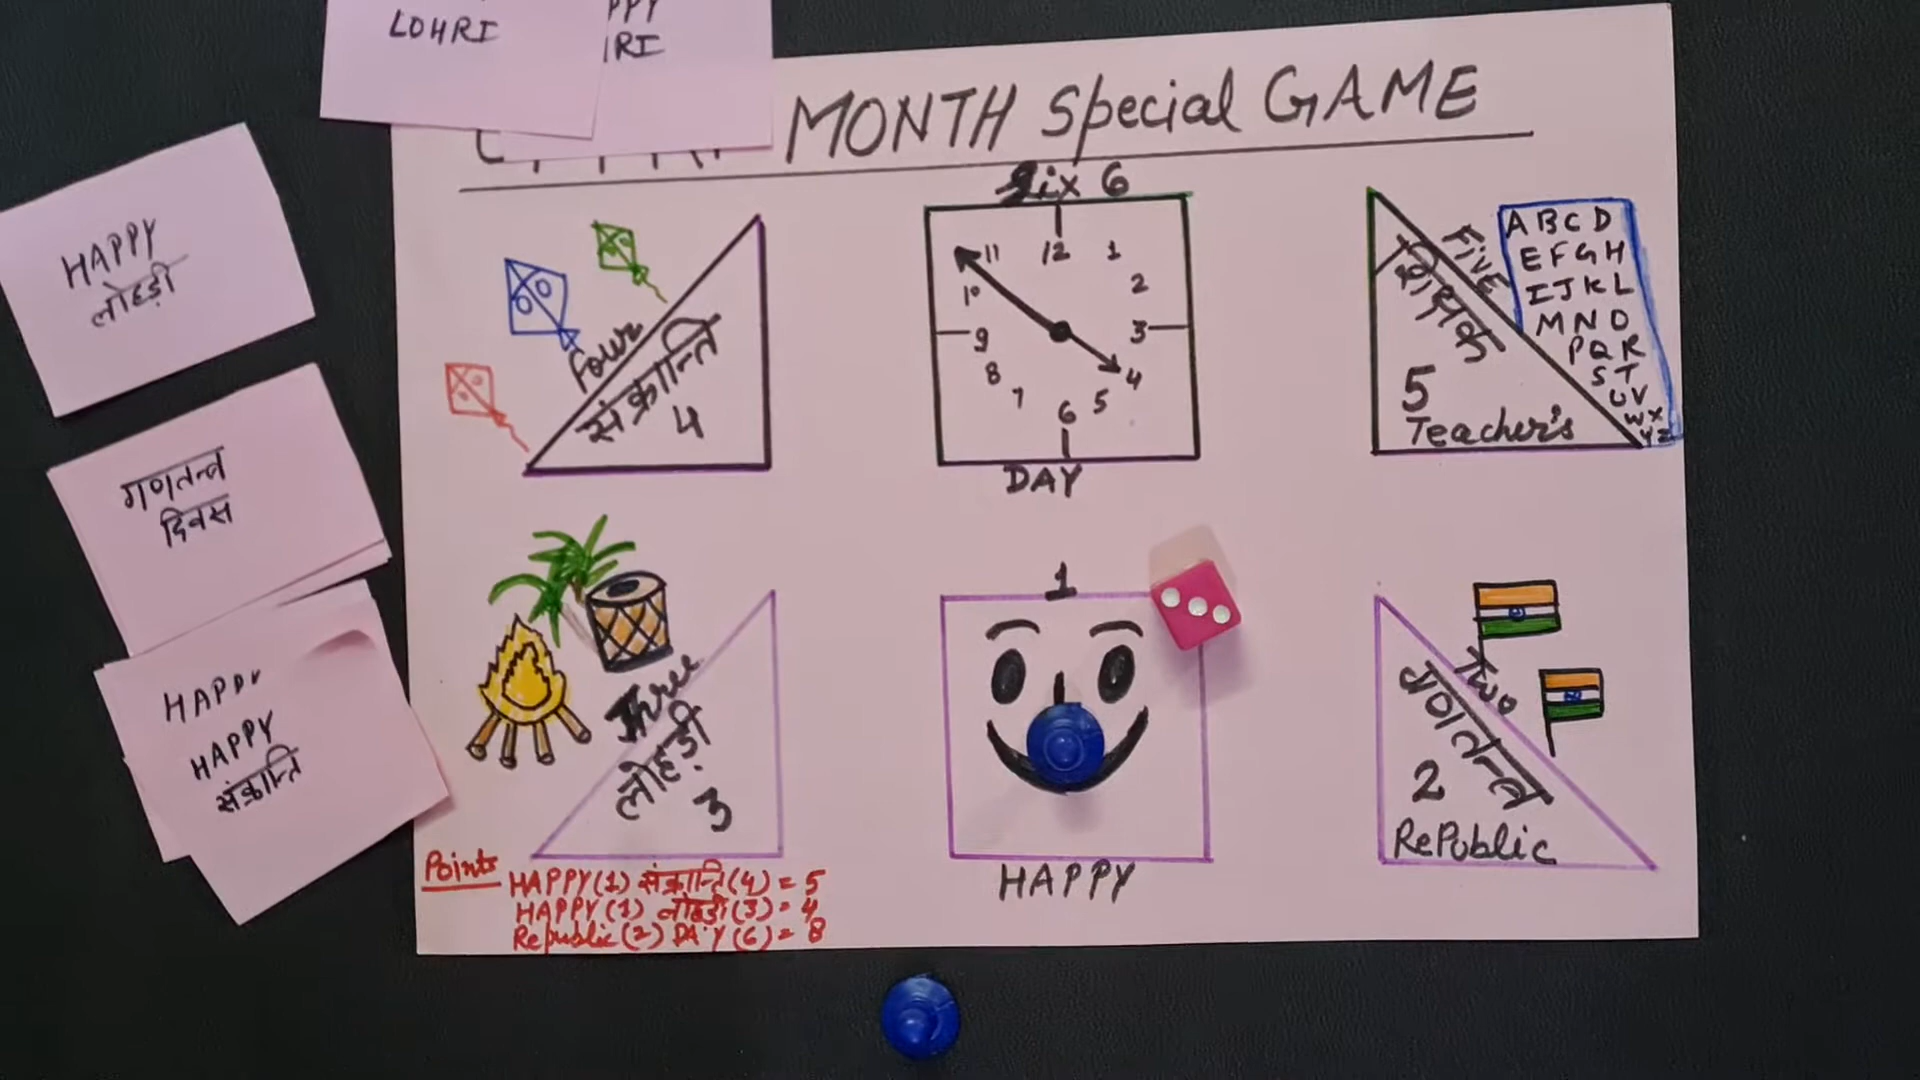 LOHRI
PPY
IRI
MONTH Special GAME
HAPPY
लोहड़ी
गणतन्त्र
दिवस
HAPPY
HAPPY
संक्रान्ति
Four
संक्रान्ति
4
Six 6
11 12 1
10 2
9 3
8 4
7 6 5
DAY
FiVE
शिक्षक
5
Teacher's
A B C D
E F G H
I J K L
M N O
P Q R
S T
U V
W X
Y Z
Three
लोहड़ी
3
1
HAPPY
Two
गणतन्त्र
2
RePublic
Points
HAPPY (1) संक्रान्ति (4) = 5
HAPPY (1) लोहड़ी (3) = 4
Republic (2) DAY (6) = 8